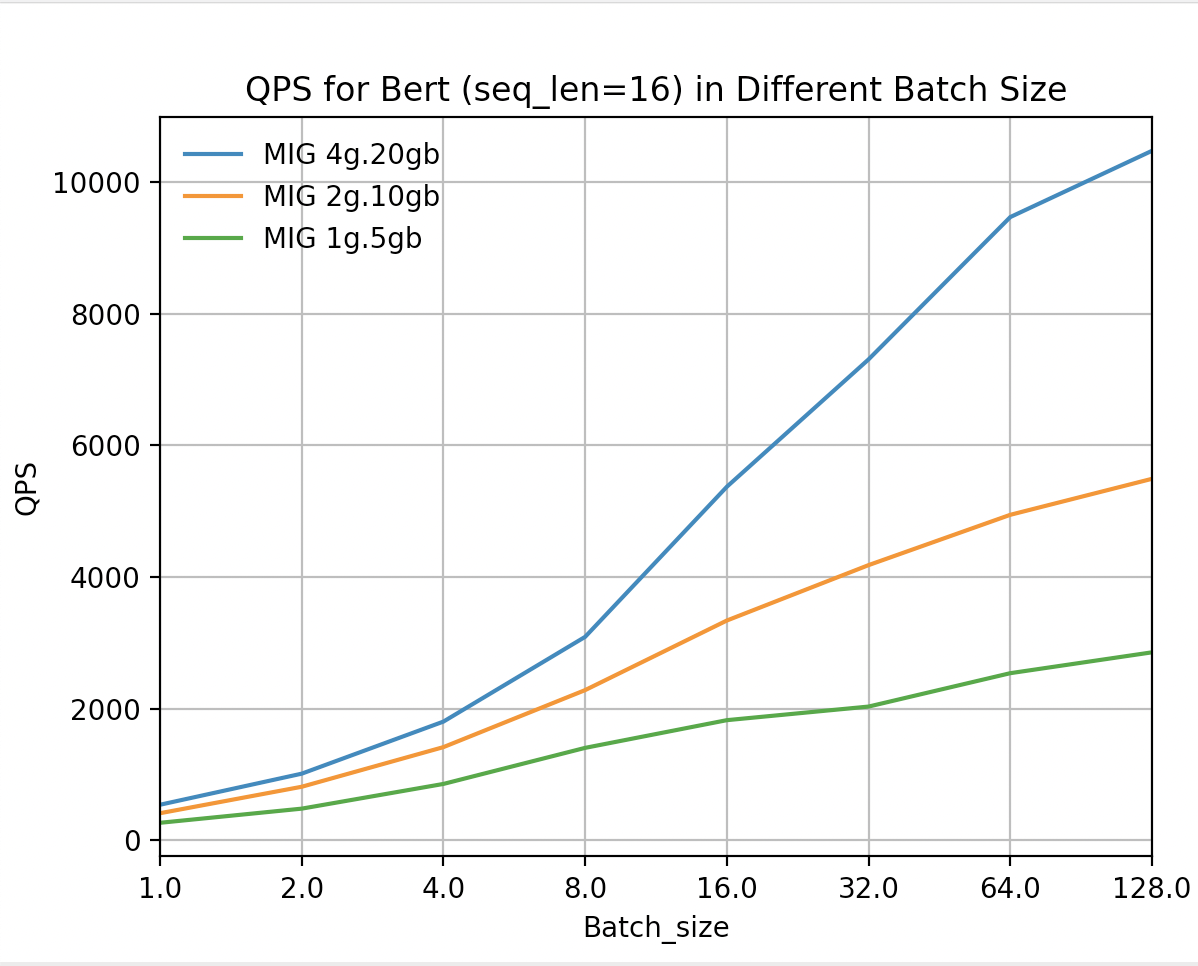 QPS for Bert (seq_len=16) in Different Batch Size
MIG 4g.20gb
MIG 2g.10gb
MIG 1g.5gb
10000
8000
6000
4000
2000
0
QPS
1.0 2.0 4.0 8.0 16.0 32.0 64.0 128.0
Batch_size